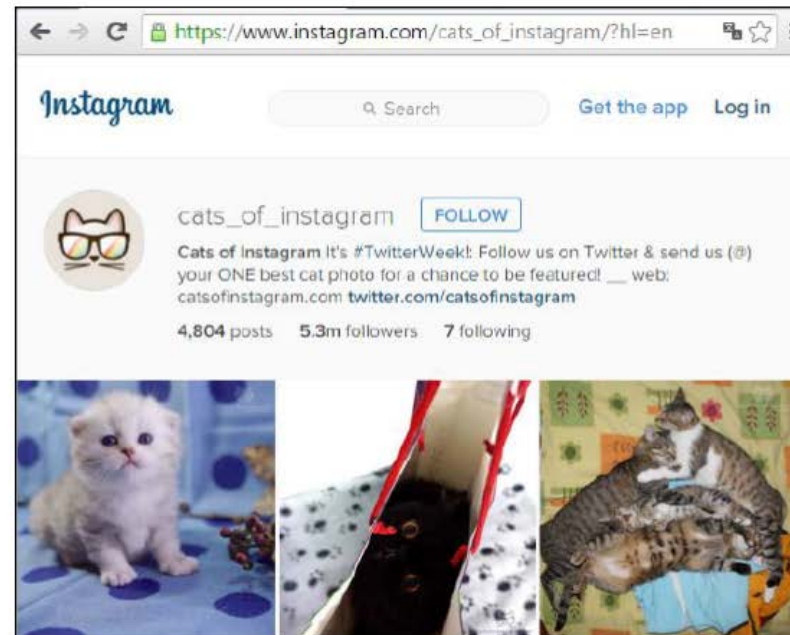 https://www.instagram.com/cats_of_instagram/?hl=en
Instagram
Search
Get the app
Log in
cats_of_instagram
FOLLOW
Cats of Instagram It's #TwitterWeek!: Follow us on Twitter & send us (@)
your ONE best cat photo for a chance to be featured! __ web:
catsofinstagram.com twitter.com/catsofinstagram
4,804 posts 5.3m followers 7 following